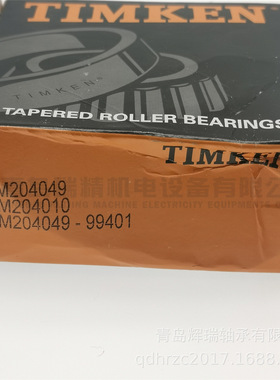 TIMKEN
TIMKEN
TAPERED ROLLER BEARINGS
TIMKEN
M204049
M204010
M204049 - 99401
青岛辉瑞轴承有限公
qdhrzc2017.1688.